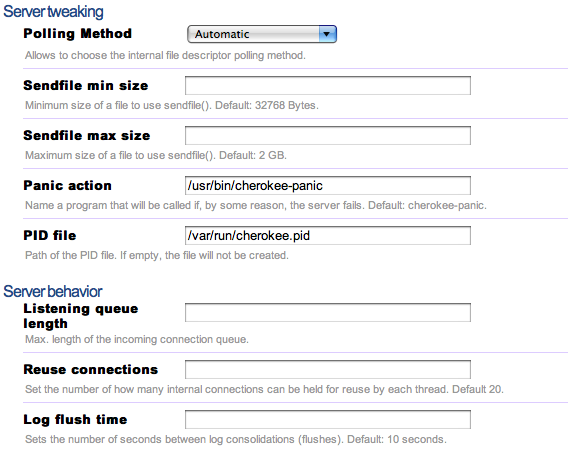 Server tweaking
Polling Method
Automatic
Allows to choose the internal file descriptor polling method.
Sendfile min size
Minimum size of a file to use sendfile(). Default: 32768 Bytes.
Sendfile max size
Maximum size of a file to use sendfile(). Default: 2 GB.
Panic action
/usr/bin/cherokee-panic
Name a program that will be called if, by some reason, the server fails. Default: cherokee-panic.
PID file
/var/run/cherokee.pid
Path of the PID file. If empty, the file will not be created.
Server behavior
Listening queue
length
Max. length of the incoming connection queue.
Reuse connections
Set the number of how many internal connections can be held for reuse by each thread. Default 20.
Log flush time
Sets the number of seconds between log consolidations (flushes). Default: 10 seconds.